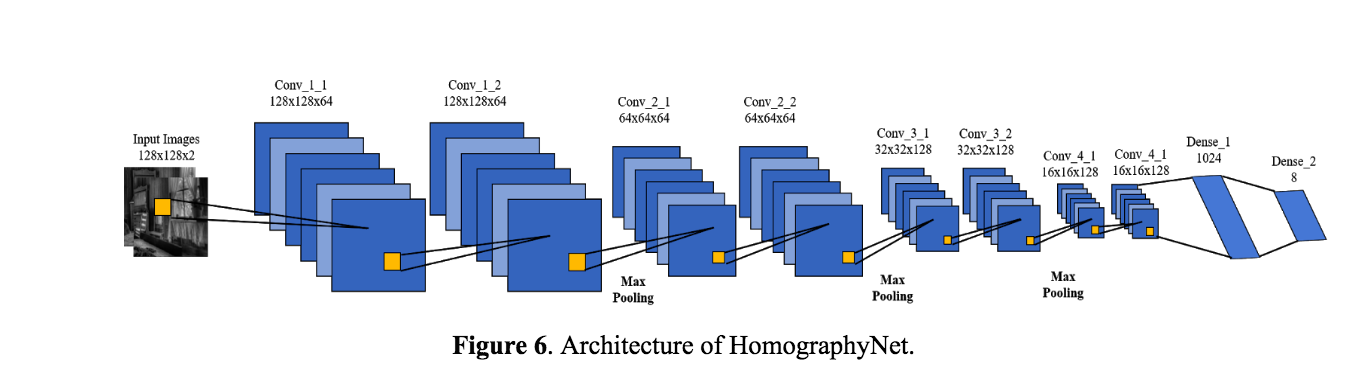 Input Images
128x128x2
Conv_1_1
128x128x64
Conv_1_2
128x128x64
Conv_2_1
64x64x64
Conv_2_2
64x64x64
Conv_3_1
32x32x128
Conv_3_2
32x32x128
Conv_4_1
16x16x128
Conv_4_1
16x16x128
Dense_1
1024
Dense_2
8
Max
Pooling
Max
Pooling
Max
Pooling
Figure 6. Architecture of HomographyNet.